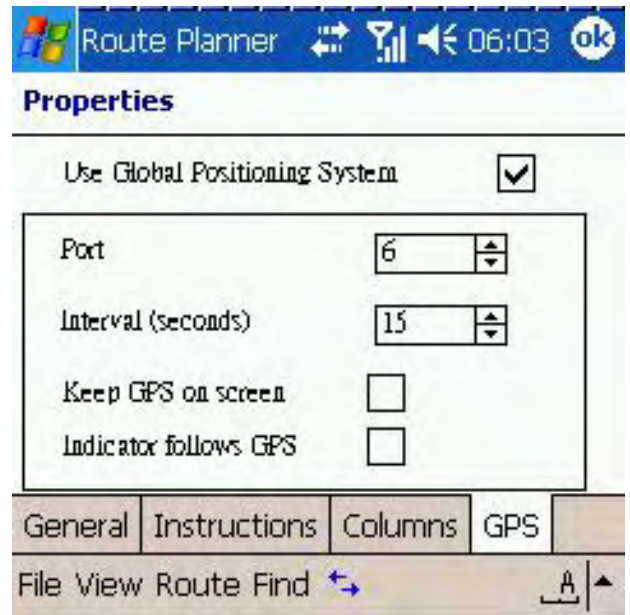 Route Planner 06:03 ok
Properties
Use Global Positioning System
Port 6
Interval (seconds) 15
Keep GPS on screen
Indicator follows GPS
General Instructions Columns GPS
File View Route Find A